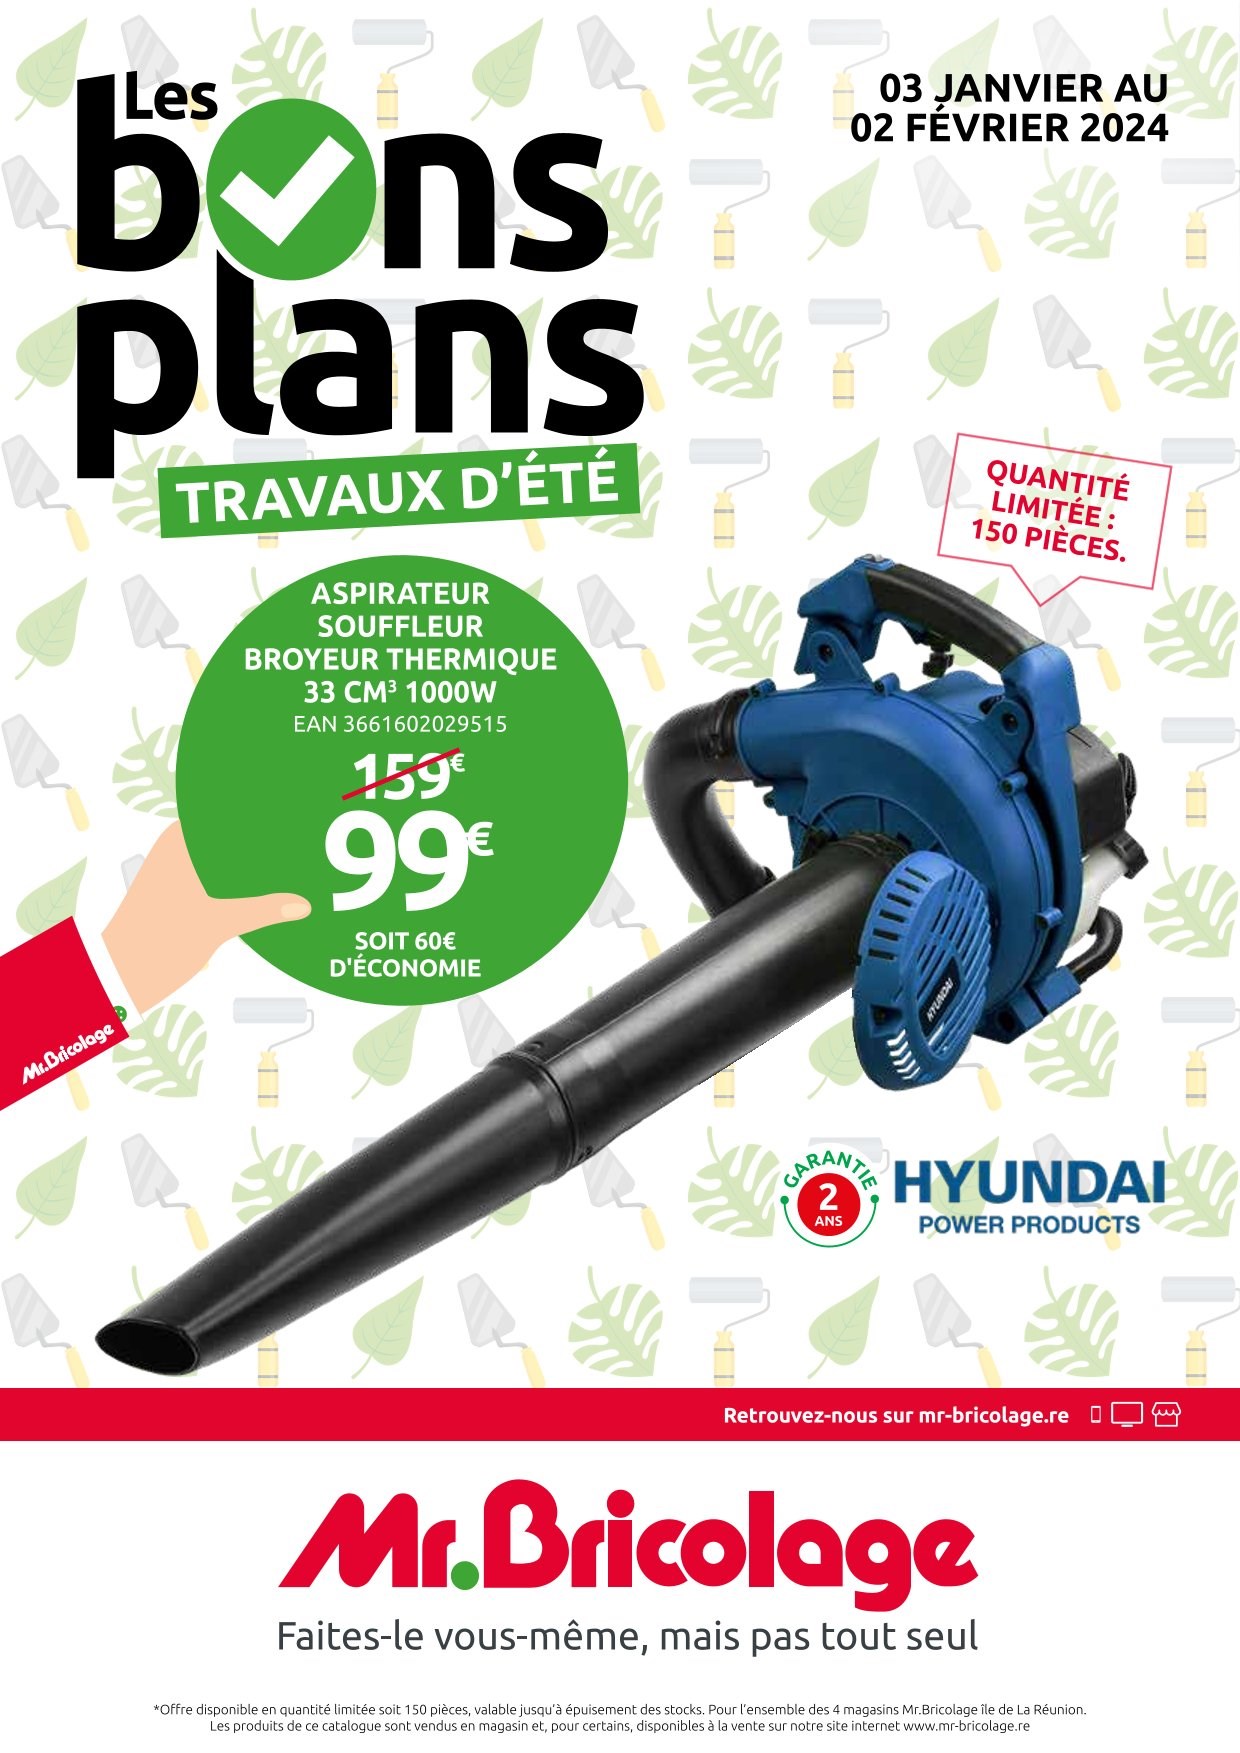 Les
bons
plans
TRAVAUX D'ÉTÉ
03 JANVIER AU
02 FÉVRIER 2024
QUANTITÉ
LIMITÉE :
150 PIÈCES.
ASPIRATEUR
SOUFFLEUR
BROYEUR THERMIQUE
33 CM³ 1000W
EAN 3661602029515
159€
99€
SOIT 60€
D'ÉCONOMIE
Mr.Bricolage
HYUNDAI
GARANTIE
2
ANS
HYUNDAI
POWER PRODUCTS
Retrouvez-nous sur mr-bricolage.re
Mr.Bricolage
Faites-le vous-même, mais pas tout seul
*Offre disponible en quantité limitée soit 150 pièces, valable jusqu'à épuisement des stocks. Pour l'ensemble des 4 magasins Mr.Bricolage île de La Réunion.
Les produits de ce catalogue sont vendus en magasin et, pour certains, disponibles à la vente sur notre site internet www.mr-bricolage.re